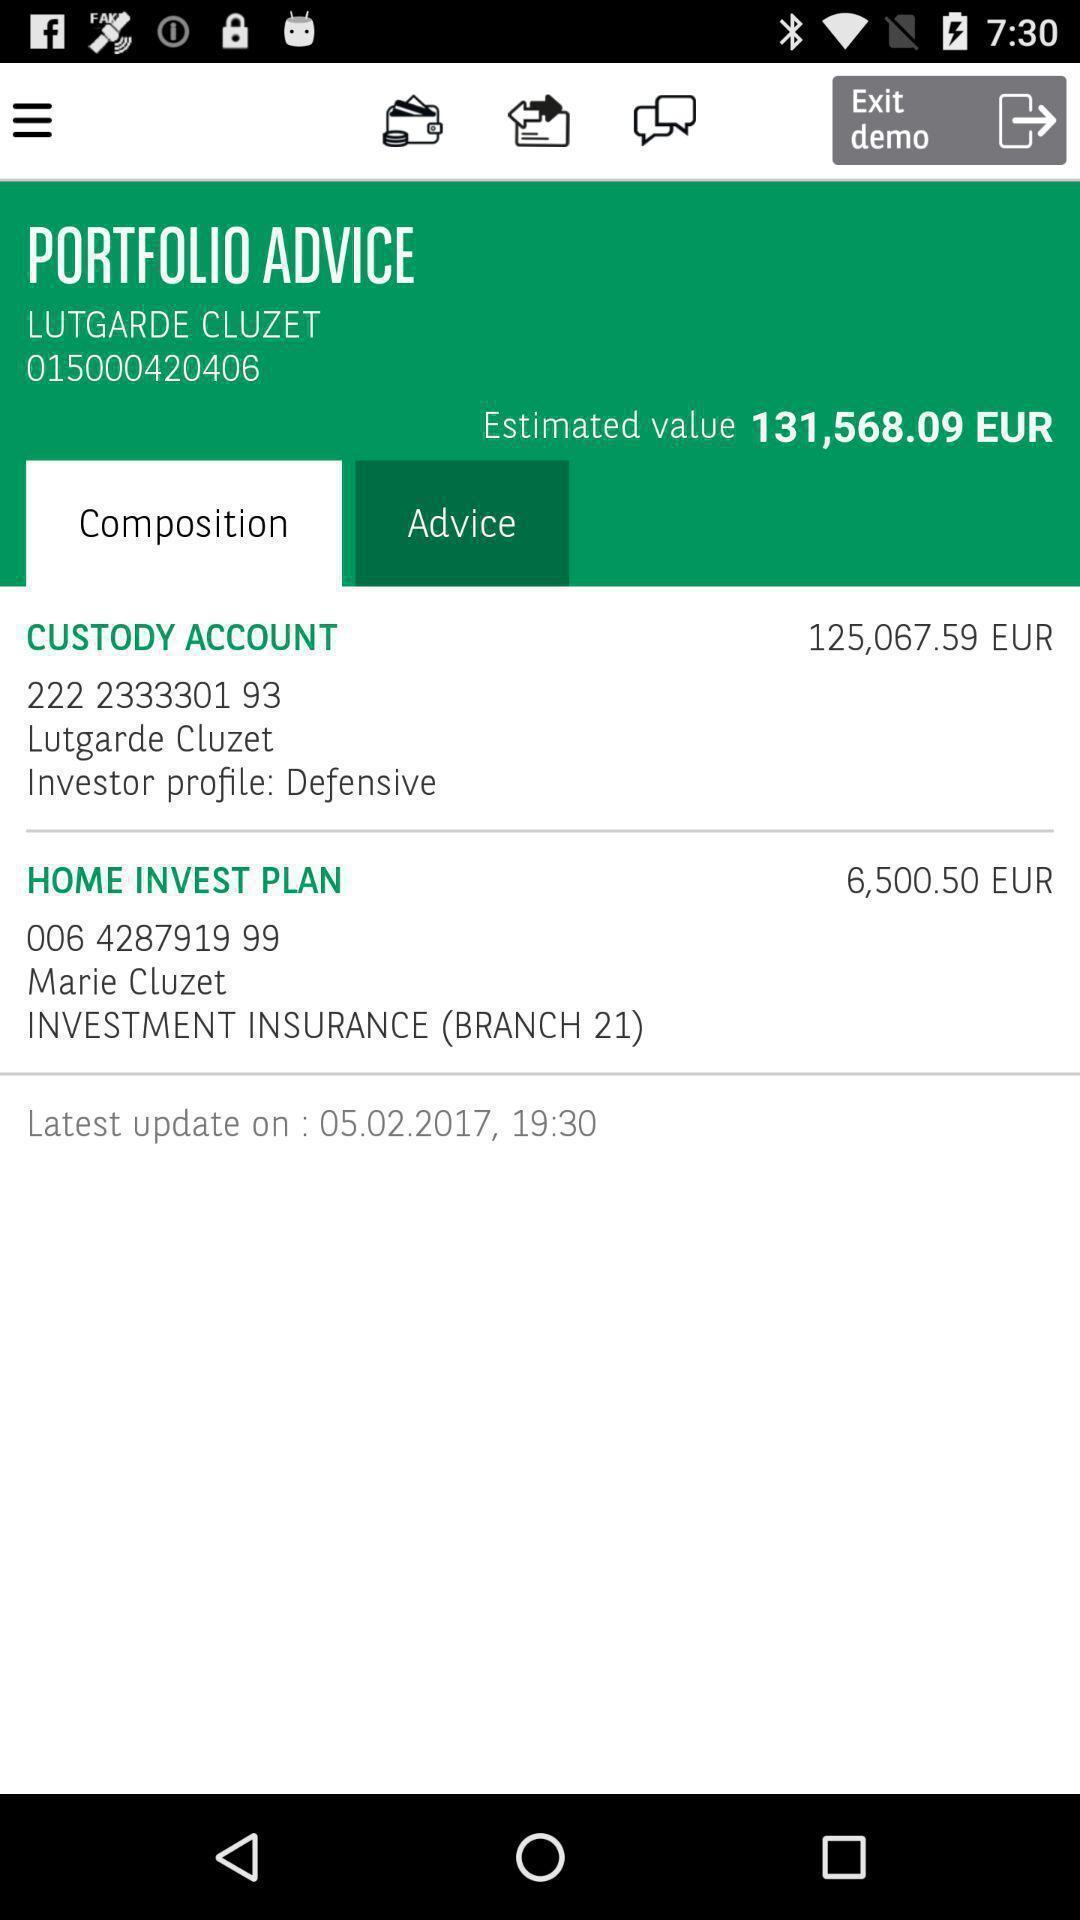 FAKE
7:30
Exit
demo
PORTFOLIO ADVICE
LUTGARDE CLUZET
015000420406
Estimated value 131,568.09 EUR
Composition Advice
CUSTODY ACCOUNT 125,067.59 EUR
222 2333301 93
Lutgarde Cluzet
Investor profile: Defensive
HOME INVEST PLAN 6,500.50 EUR
006 4287919 99
Marie Cluzet
INVESTMENT INSURANCE (BRANCH 21)
Latest update on : 05.02.2017, 19:30